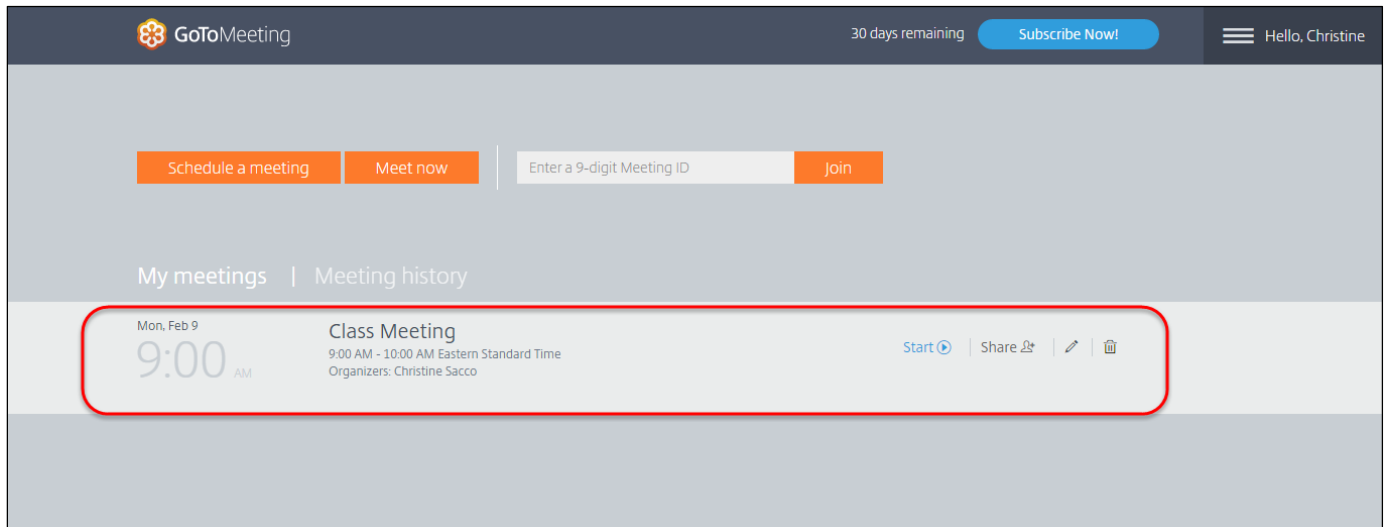 GoToMeeting
30 days remaining
Subscribe Now!
Hello, Christine
Schedule a meeting
Meet now
Enter a 9-digit Meeting ID
Join
My meetings | Meeting history
Mon, Feb 9
9:00 AM
Class Meeting
9:00 AM - 10:00 AM Eastern Standard Time
Organizers: Christine Sacco
Start
Share